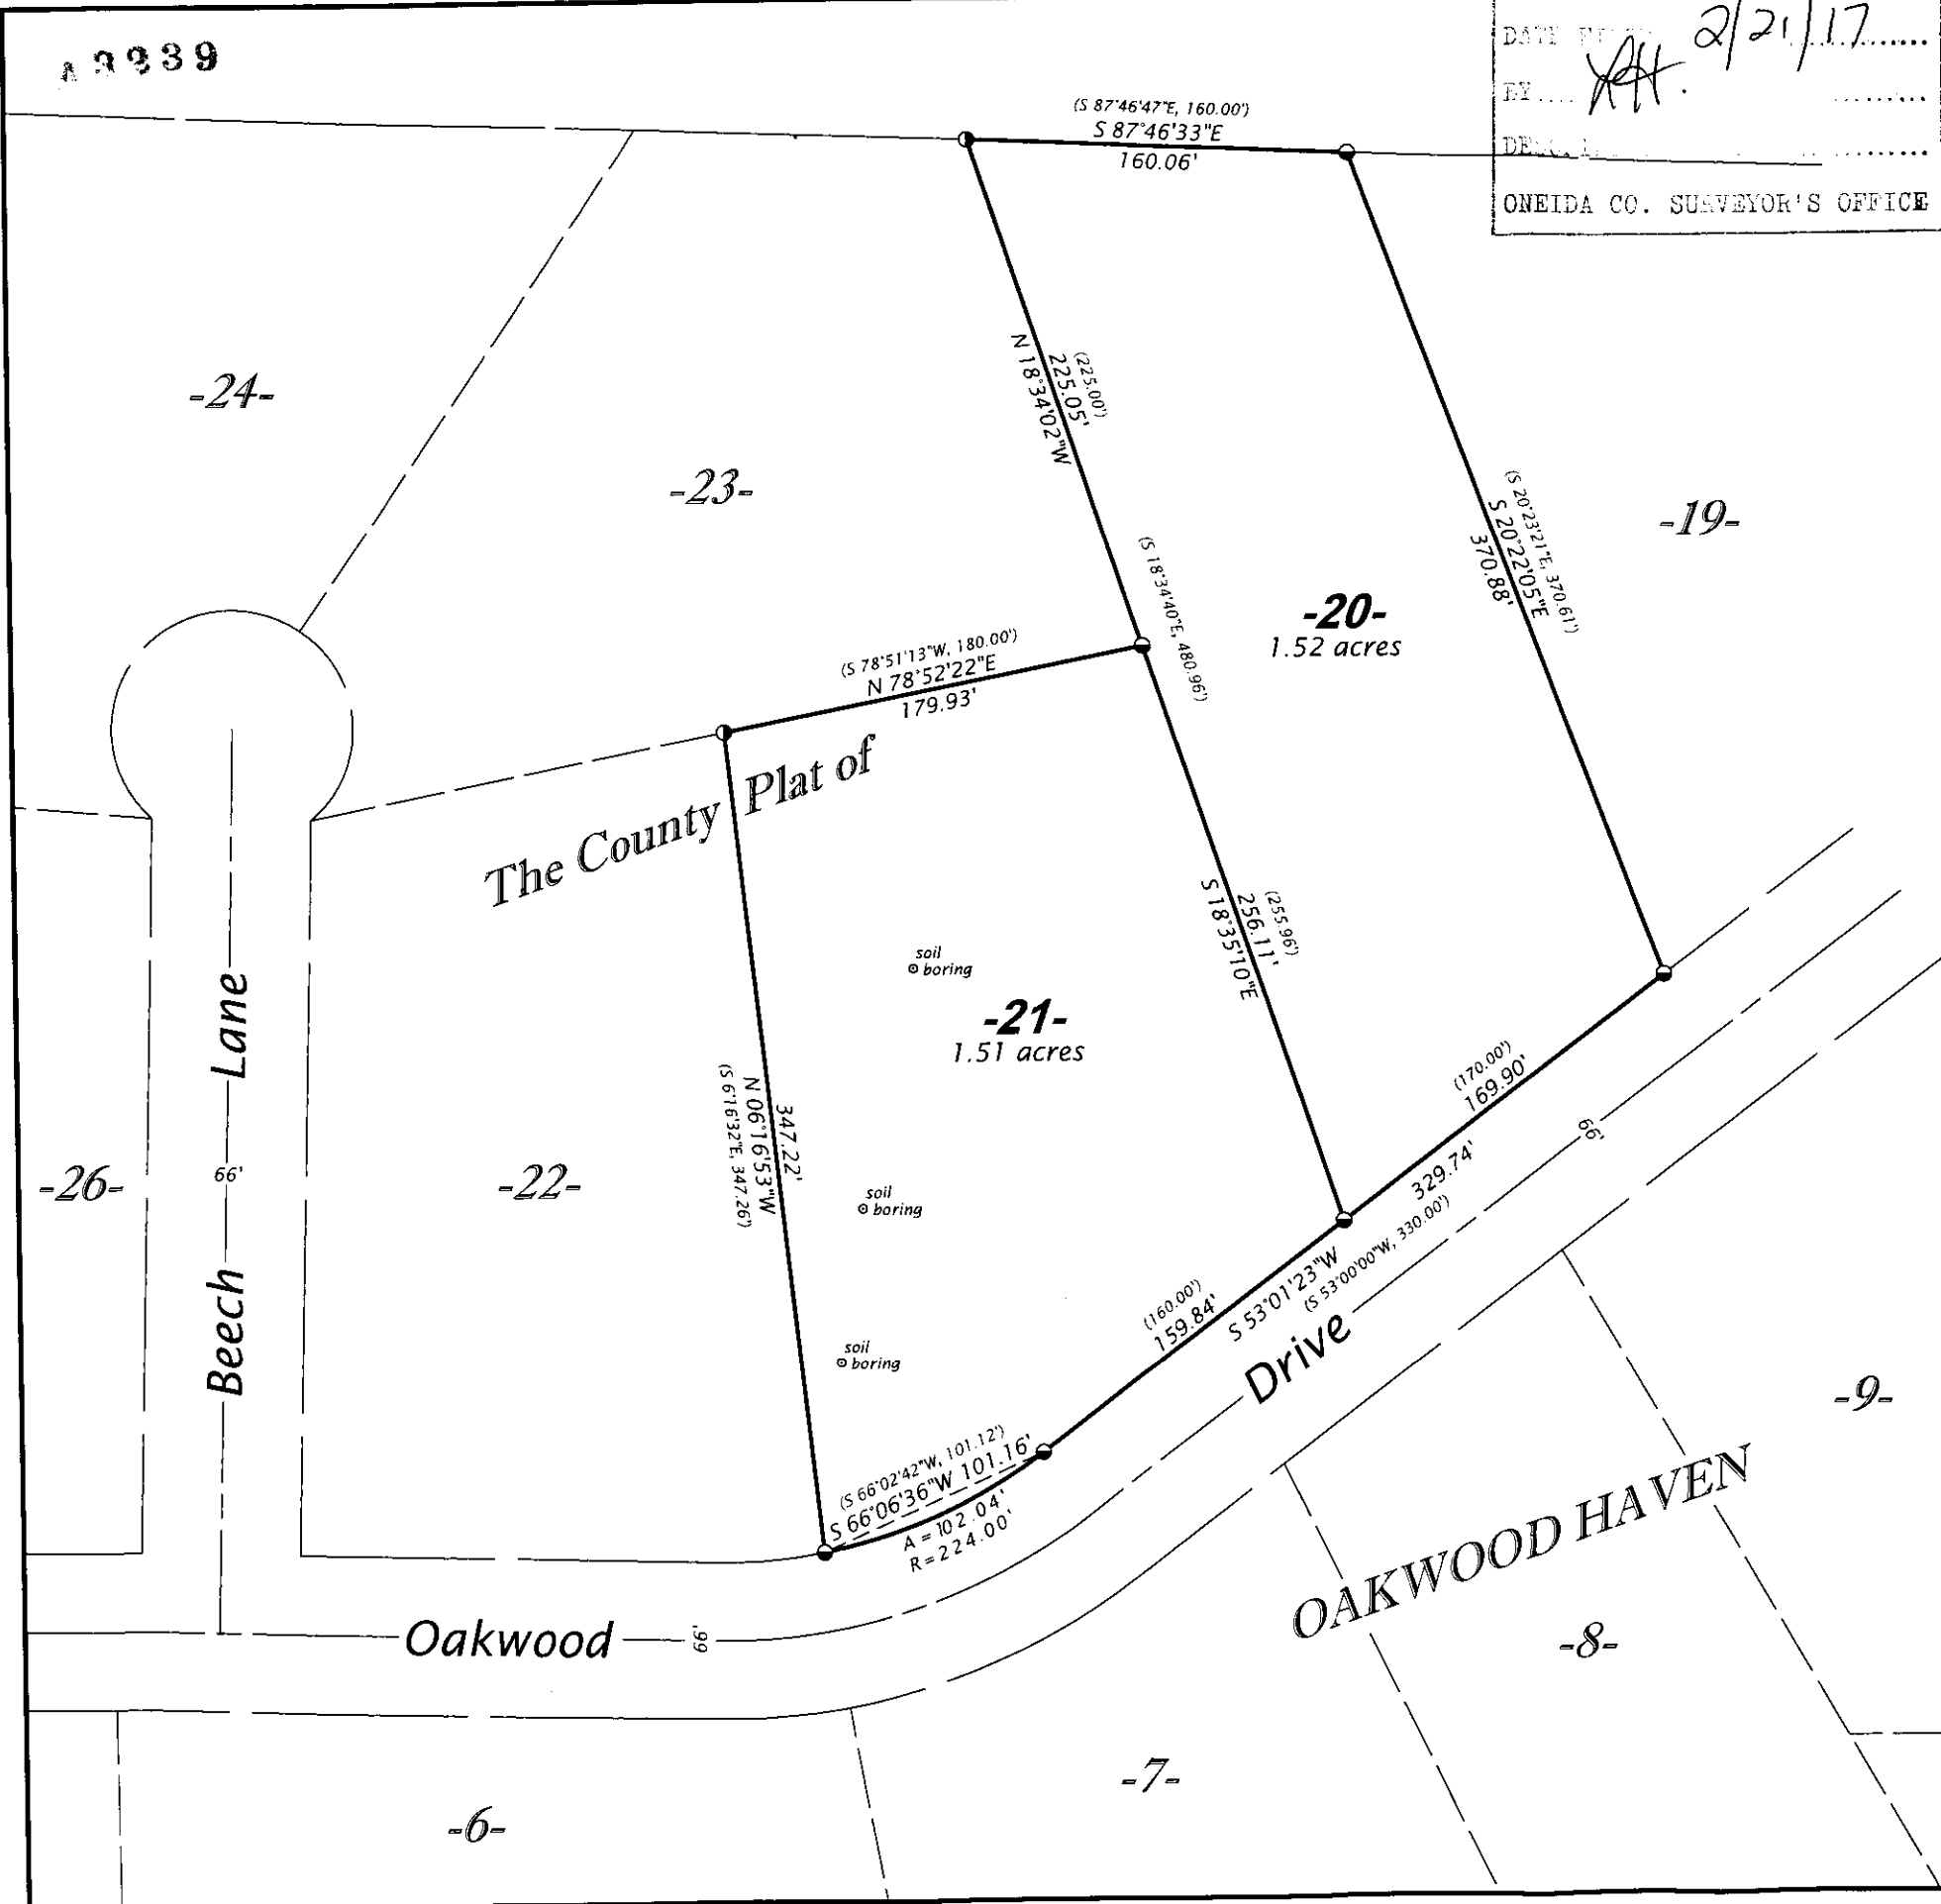 39
2/21/17
BY....
ONEIDA CO. SURVEYOR'S OFFICE
(S 87°46'47"E, 160.00')
S 87°46'33"E
160.06'
-24-
-23-
(225.00')
225.05'
N 18°34'02"W
(S 18°34'40"E, 480.96')
-20-
1.52 acres
(S 20°23'21"E, 370.61')
S 20°22'05"E
370.88'
-19-
(S 78°51'13"W, 180.00')
N 78°52'22"E
179.93'
The County Plat of
(255.96')
256.11'
S 18°35'10"E
soil
boring
-21-
1.51 acres
Beech Lane
66'
-26-
-22-
347.22'
N 06°16'53"W
(S 6°16'32"E, 347.26')
soil
boring
soil
boring
(170.00')
169.90'
66'
329.74'
(160.00')
159.84'
S 53°01'23"W
(S 53°00'00"W, 330.00')
(S 66°02'42"W, 101.12')
S 66°06'36"W 101.16'
A=102.04'
R=224.00'
Oakwood Drive
66'
-9-
OAKWOOD HAVEN
-8-
-7-
-6-